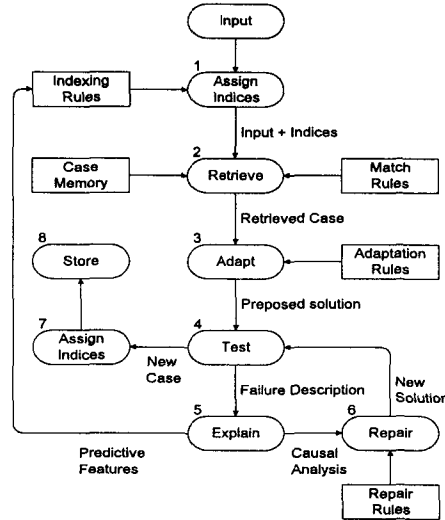 Input
1
Indexing
Rules
Assign
Indices
Input + Indices
2
Case
Memory
Retrieve
Match
Rules
Retrieved Case
8
3
Store
Adapt
Adaptation
Rules
Preposed solution
7
4
Assign
Indices
Test
New
Case
Failure Description
New
Solution
5
6
Explain
Repair
Predictive
Features
Causal
Analysis
Repair
Rules